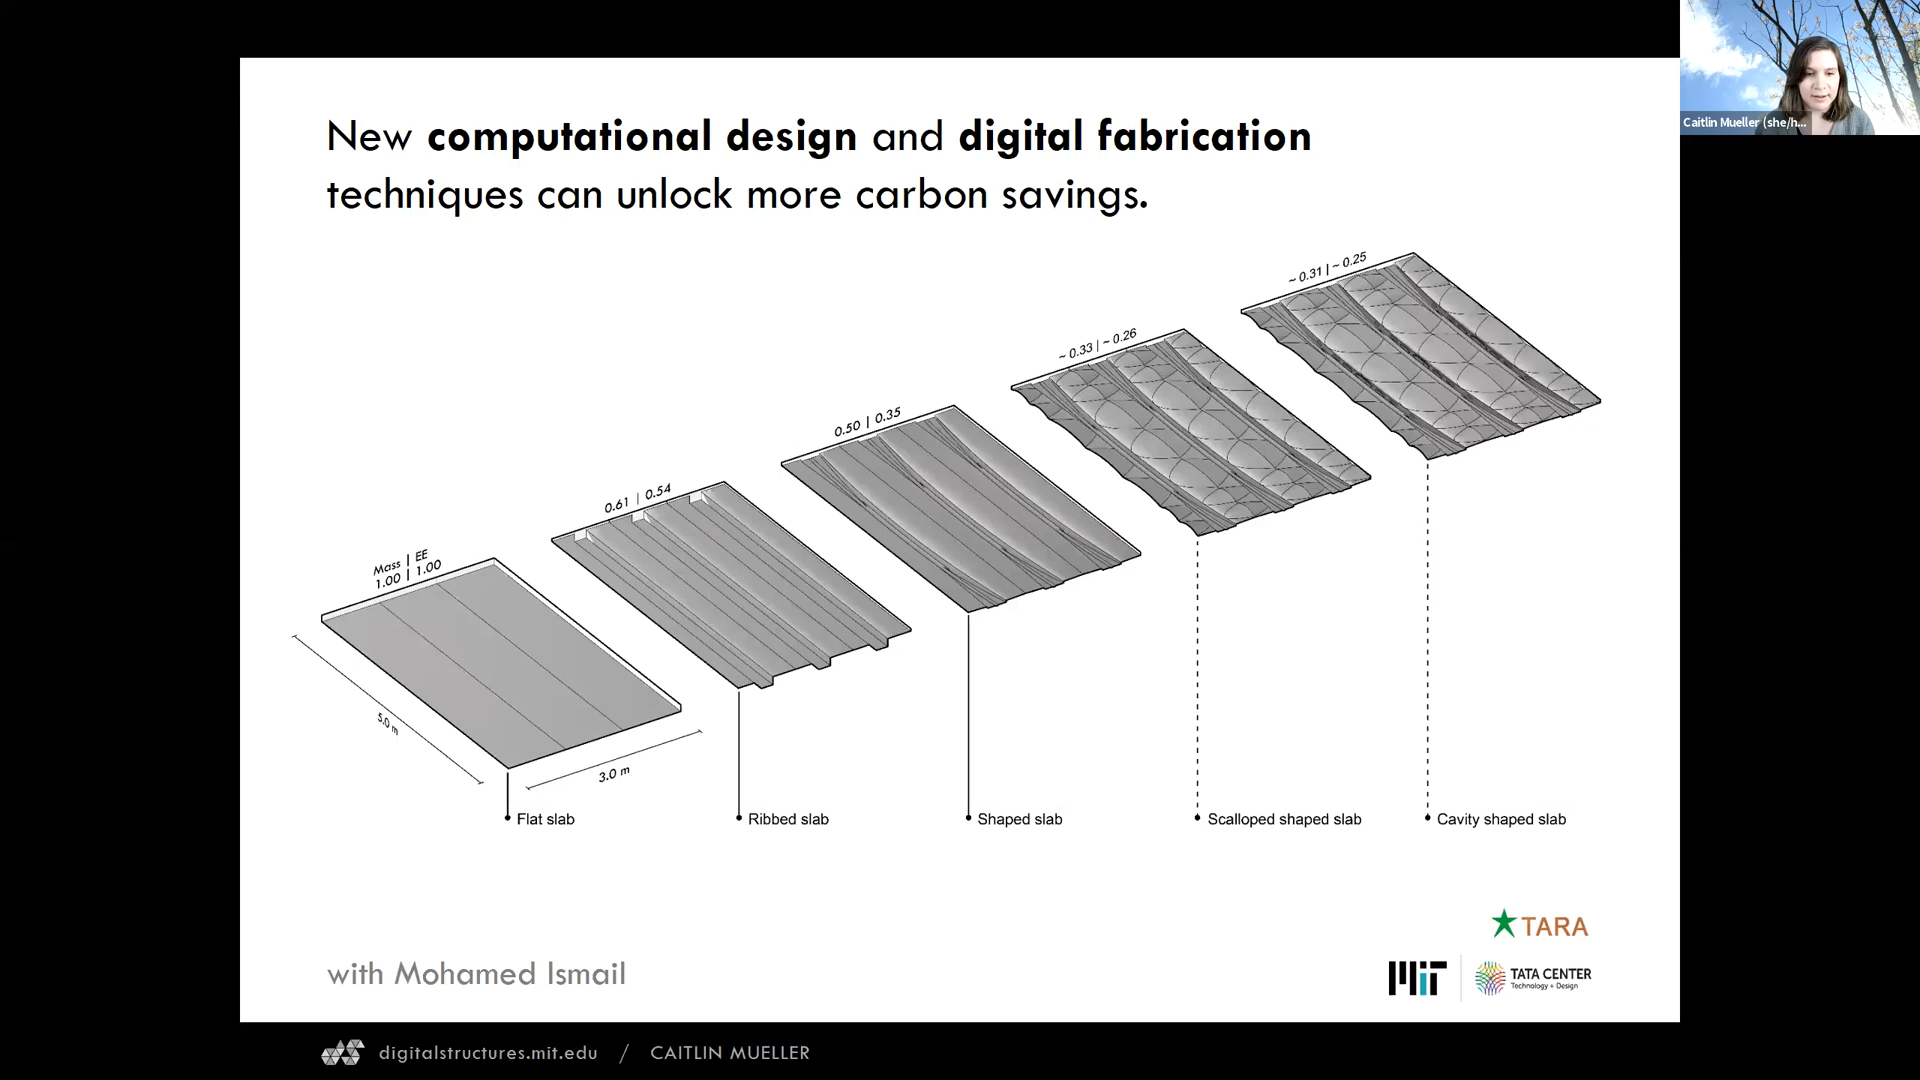 Caitlin Mueller (she/h...
New computational design and digital fabrication
techniques can unlock more carbon savings.
~ 0.31 | ~ 0.25
~ 0.33 | ~ 0.26
0.50 | 0.35
0.61 | 0.54
Mass | EE
1.00 | 1.00
5.0 m
3.0 m
Flat slab
Ribbed slab
Shaped slab
Scalloped shaped slab
Cavity shaped slab
TARA
with Mohamed Ismail
MIT
TATA CENTER
Technology + Design
digitalstructures.mit.edu / CAITLIN MUELLER